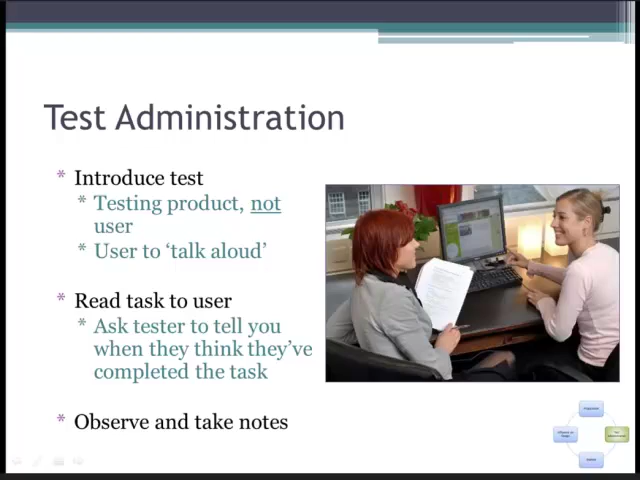 Test Administration
* Introduce test
* Testing product, not
user
* User to ‘talk aloud’
* Read task to user
* Ask tester to tell you
when they think they’ve
completed the task
* Observe and take notes